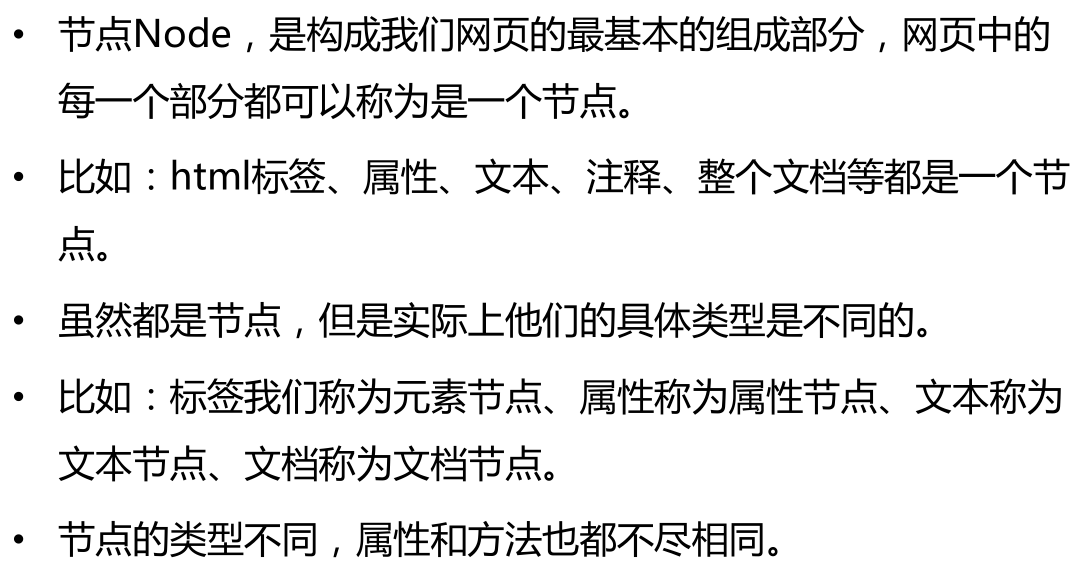 • 节点Node，是构成我们网页的最基本的组成部分，网页中的
每一个部分都可以称为是一个节点。
• 比如：html标签、属性、文本、注释、整个文档等都是一个节
点。
• 虽然都是节点，但是实际上他们的具体类型是不同的。
• 比如：标签我们称为元素节点、属性称为属性节点、文本称为
文本节点、文档称为文档节点。
• 节点的类型不同，属性和方法也都不尽相同。